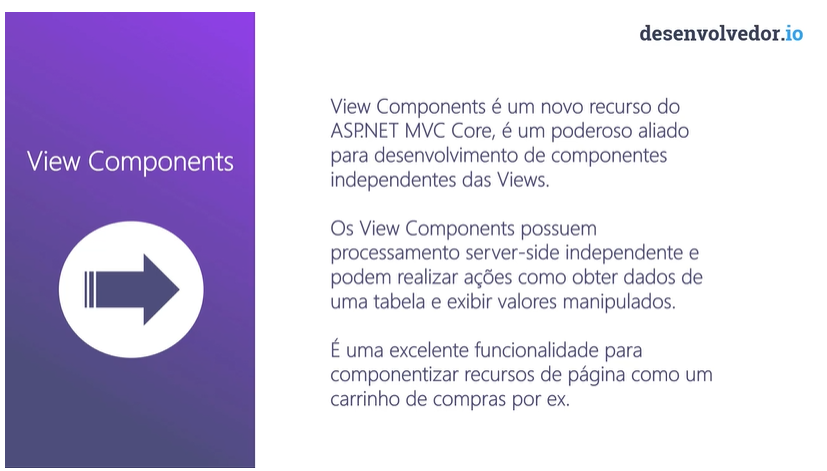 desenvolvedor.io
View Components
View Components é um novo recurso do
ASP.NET MVC Core, é um poderoso aliado
para desenvolvimento de componentes
independentes das Views.
Os View Components possuem
processamento server-side independente e
podem realizar ações como obter dados de
uma tabela e exibir valores manipulados.
É uma excelente funcionalidade para
componentizar recursos de página como um
carrinho de compras por ex.